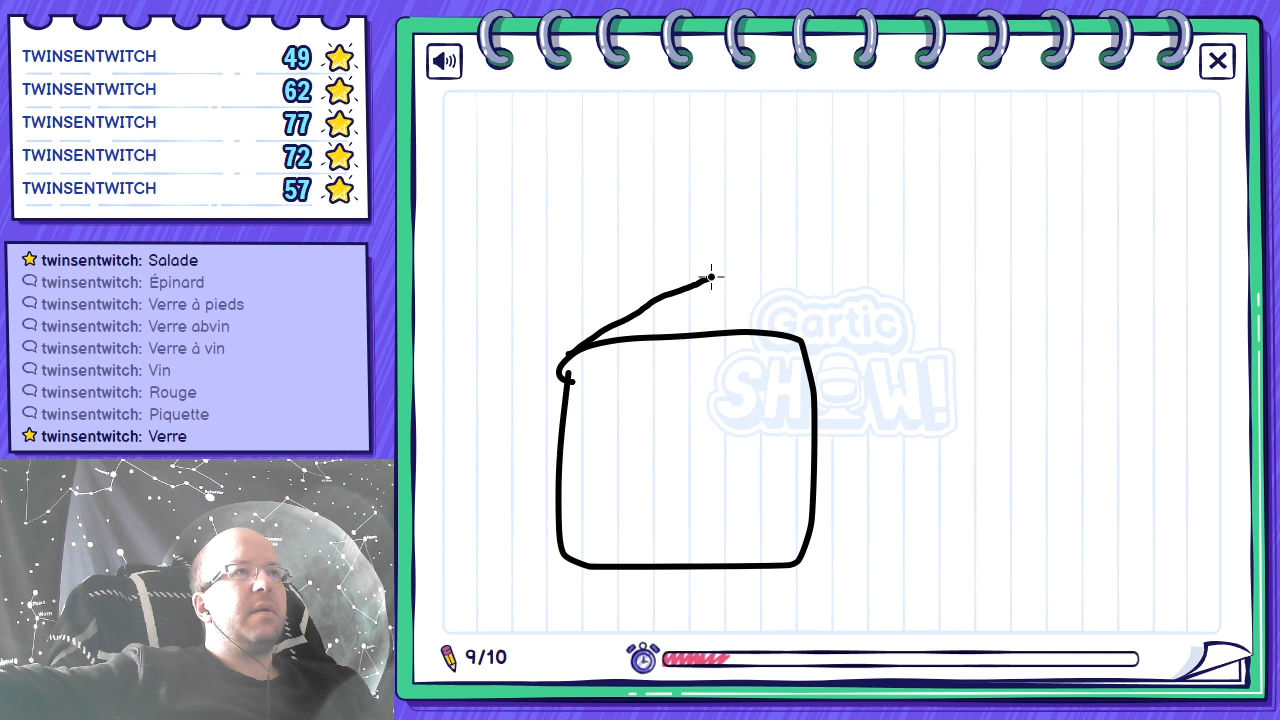 TWINSENTWITCH 49
TWINSENTWITCH 62
TWINSENTWITCH 77
TWINSENTWITCH 72
TWINSENTWITCH 57
twinsentwitch: Salade
twinsentwitch: Épinard
twinsentwitch: Verre à pieds
twinsentwitch: Verre abvin
twinsentwitch: Verre à vin
twinsentwitch: Vin
twinsentwitch: Rouge
twinsentwitch: Piquette
twinsentwitch: Verre
Gartic
SHOW!
9/10